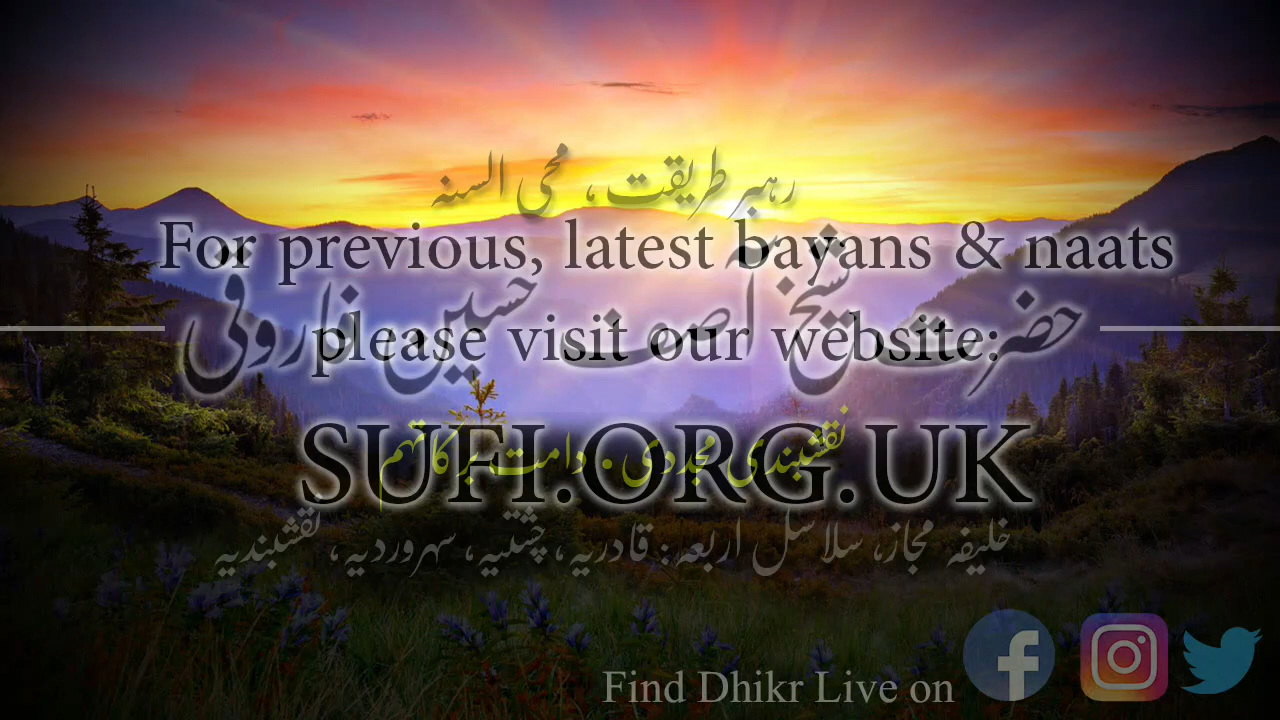 رہبر طریقت، محی السنہ
For previous, latest bayans & naats
حضرت شیخ آصف حسین فاروقی
please visit our website:
نقشبندی مجددی . دامت برکاتہم
SUFI.ORG.UK
خلیفہ مجاز، سلاسل اربعہ: قادریہ، چشتیہ، سہروردیہ، نقشبندیہ
Find Dhikr Live on